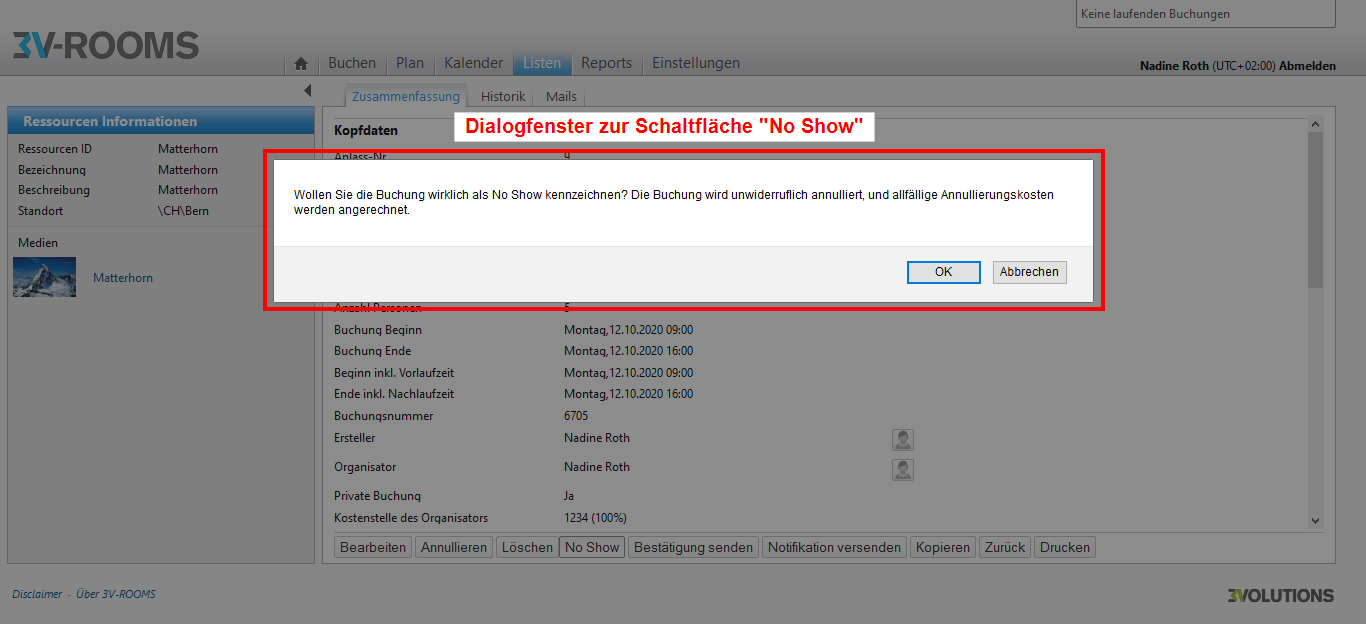 Keine laufenden Buchungen
3V-ROOMS
Buchen Plan Kalender Listen Reports Einstellungen
Nadine Roth (UTC+02:00) Abmelden
Zusammenfassung Historik Mails
Ressourcen Informationen
Ressourcen ID Matterhorn
Bezeichnung Matterhorn
Beschreibung Matterhorn
Standort \CH\Bern
Medien
Matterhorn
Kopfdaten
Dialogfenster zur Schaltfläche "No Show"
Anlass-Nr 9
Wollen Sie die Buchung wirklich als No Show kennzeichnen? Die Buchung wird unwiderruflich annulliert, und allfällige Annullierungskosten
werden angerechnet.
OK Abbrechen
Anzahl Personen 5
Buchung Beginn Montag,12.10.2020 09:00
Buchung Ende Montag,12.10.2020 16:00
Beginn inkl. Vorlaufzeit Montag,12.10.2020 09:00
Ende inkl. Nachlaufzeit Montag,12.10.2020 16:00
Buchungsnummer 6705
Ersteller Nadine Roth
Organisator Nadine Roth
Private Buchung Ja
Kostenstelle des Organisators 1234 (100%)
Bearbeiten Annullieren Löschen No Show Bestätigung senden Notifikation versenden Kopieren Zurück Drucken
Disclaimer - Über 3V-ROOMS
3VOLUTIONS